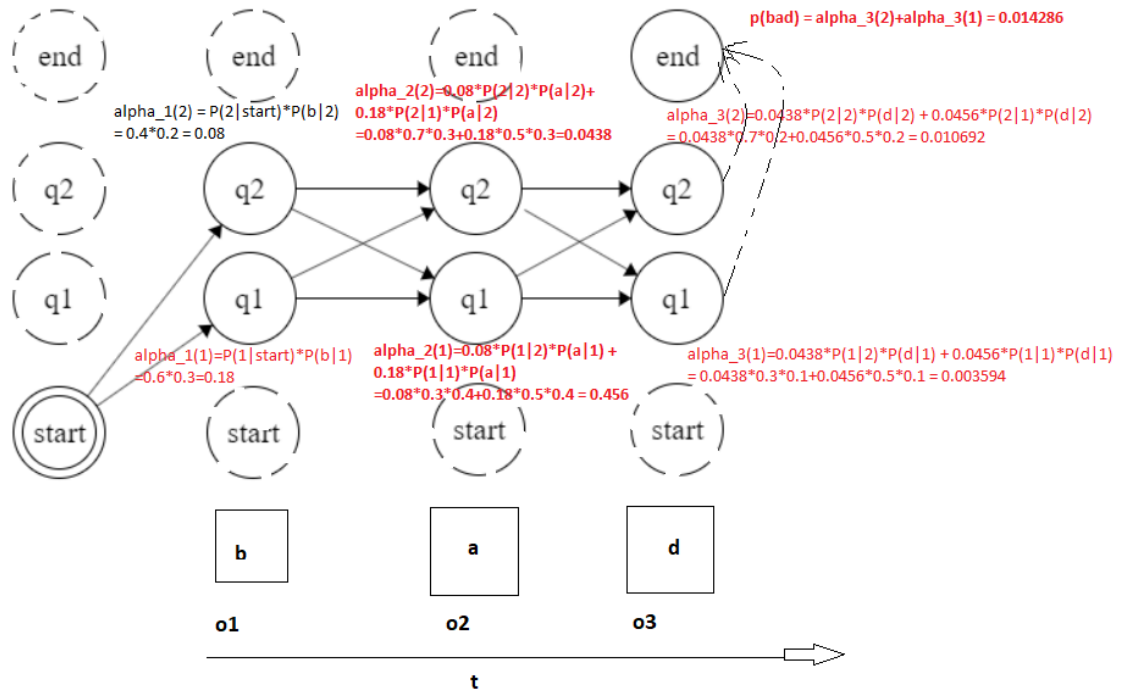 p(bad) = alpha_3(2)+alpha_3(1) = 0.014286
end
end
end
end
alpha_1(2) = P(2|start)*P(b|2)
= 0.4*0.2 = 0.08
alpha_2(2)=0.08*P(2|2)*P(a|2)+
0.18*P(2|1)*P(a|2)
=0.08*0.7*0.3+0.18*0.5*0.3=0.0438
alpha_3(2)=0.0438*P(2|2)*P(d|2) + 0.0456*P(2|1)*P(d|2)
= 0.0438*0.7*0.2+0.0456*0.5*0.2 = 0.010692
q2
q2
q2
q2
q1
q1
q1
q1
alpha_1(1)=P(1|start)*P(b|1)
=0.6*0.3=0.18
alpha_2(1)=0.08*P(1|2)*P(a|1) +
0.18*P(1|1)*P(a|1)
=0.08*0.3*0.4+0.18*0.5*0.4 = 0.456
alpha_3(1)=0.0438*P(1|2)*P(d|1) + 0.0456*P(1|1)*P(d|1)
= 0.0438*0.3*0.1+0.0456*0.5*0.1 = 0.003594
start
start
start
start
b
a
d
o1
o2
o3
t